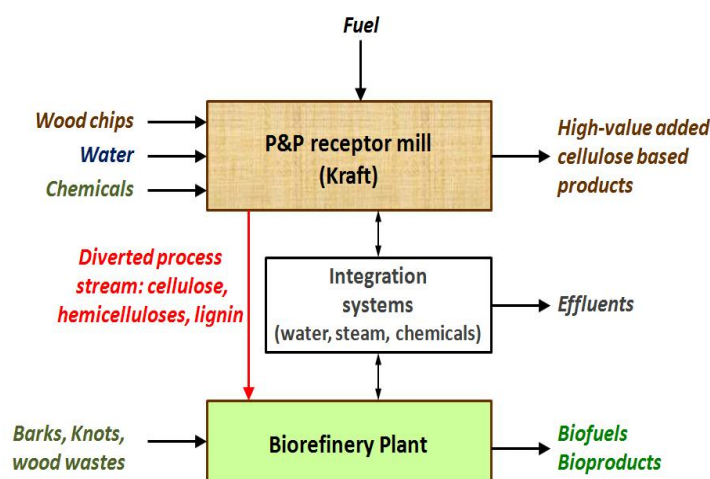 Fuel
Wood chips
Water
Chemicals
P&P receptor mill
(Kraft)
High-value added
cellulose based
products
Diverted process
stream: cellulose,
hemicelluloses, lignin
Integration
systems
(water, steam, chemicals)
Effluents
Barks, Knots,
wood wastes
Biorefinery Plant
Biofuels
Bioproducts